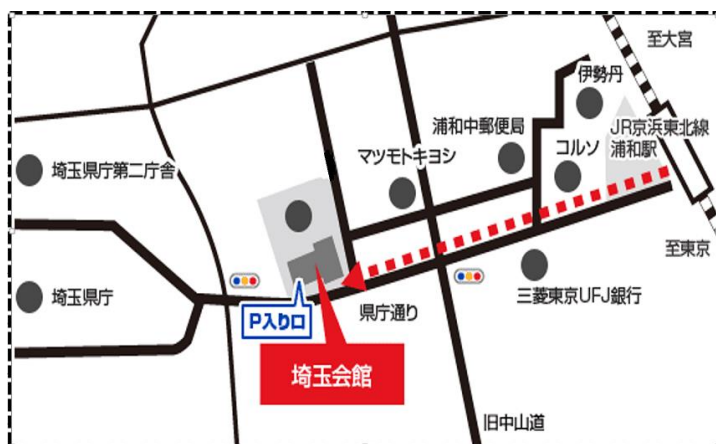 至大宮
伊勢丹
JR京浜東北線
浦和駅
浦和中郵便局
コルソ
マツモトキヨシ
埼玉県庁第二庁舎
至東京
埼玉県庁
三菱東京UFJ銀行
県庁通り
P入り口
埼玉会館
旧中山道